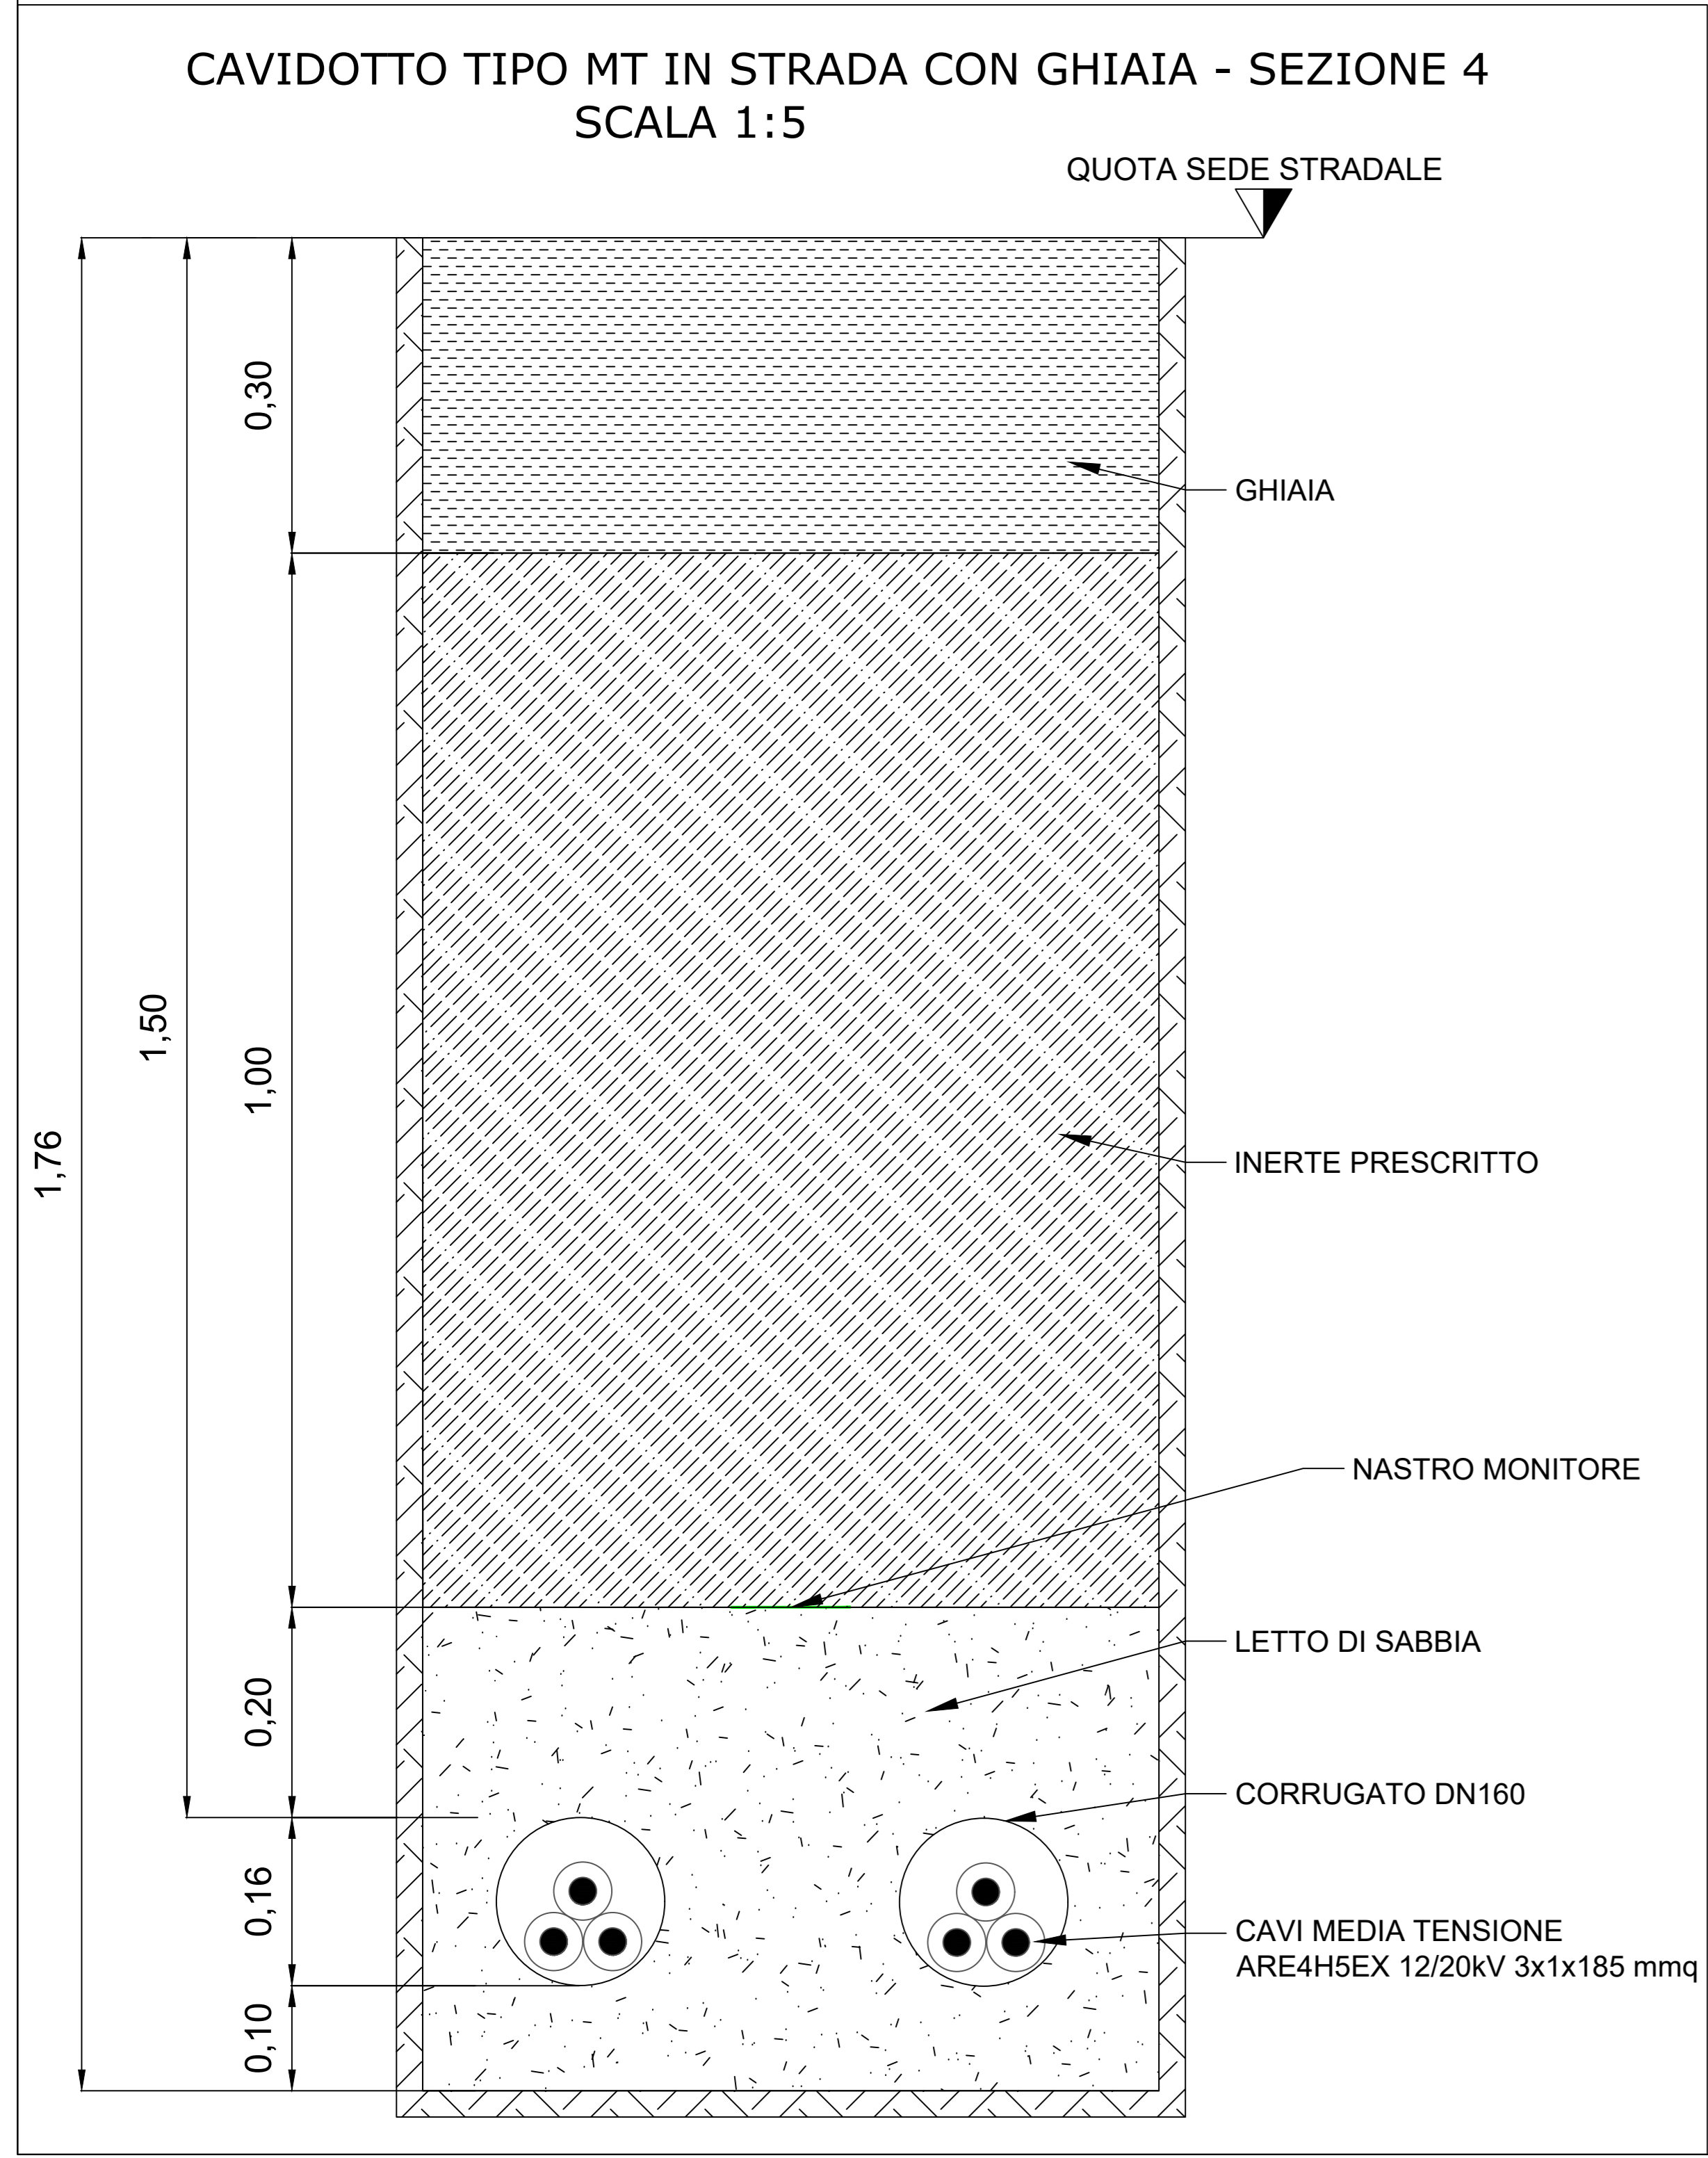 CAVIDOTTO TIPO MT IN STRADA CON GHIAIA - SEZIONE 4
SCALA 1:5
QUOTA SEDE STRADALE
0,30
GHIAIA
1,50
1,00
1,76
INERTE PRESCRITTO
NASTRO MONITORE
LETTO DI SABBIA
0,20
CORRUGATO DN160
0,16
CAVI MEDIA TENSIONE
ARE4H5EX 12/20kV 3x1x185 mmq
0,10